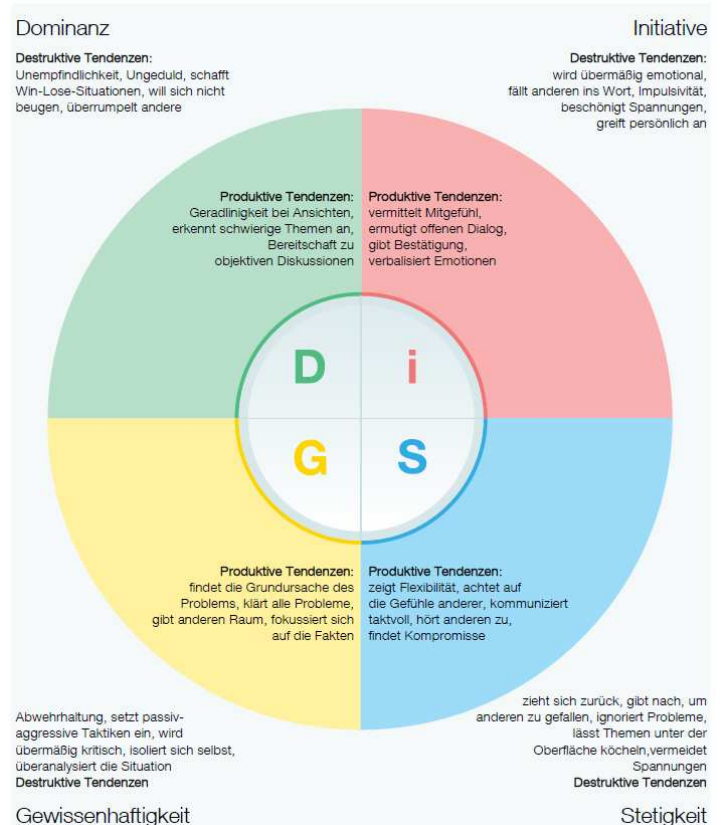 Dominanz
Destruktive Tendenzen:
Unempfindlichkeit, Ungeduld, schafft
Win-Lose-Situationen, will sich nicht
beugen, überrumpelt andere
Initiative
Destruktive Tendenzen:
wird übermäßig emotional,
fällt anderen ins Wort, Impulsivität,
beschönigt Spannungen,
greift persönlich an
Produktive Tendenzen:
Geradlinigkeit bei Ansichten,
erkennt schwierige Themen an,
Bereitschaft zu
objektiven Diskussionen
Produktive Tendenzen:
vermittelt Mitgefühl,
ermutigt offenen Dialog,
gibt Bestätigung,
verbalisiert Emotionen
D
i
G
S
Produktive Tendenzen:
findet die Grundursache des
Problems, klärt alle Probleme,
gibt anderen Raum, fokussiert sich
auf die Fakten
Produktive Tendenzen:
zeigt Flexibilität, achtet auf
die Gefühle anderer, kommuniziert
taktvoll, hört anderen zu,
findet Kompromisse
Abwehrhaltung, setzt passiv-
aggressive Taktiken ein, wird
übermäßig kritisch, isoliert sich selbst,
überanalysiert die Situation
Destruktive Tendenzen
Gewissenhaftigkeit
zieht sich zurück, gibt nach, um
anderen zu gefallen, ignoriert Probleme,
lässt Themen unter der
Oberfläche köcheln,vermeidet
Spannungen
Destruktive Tendenzen
Stetigkeit